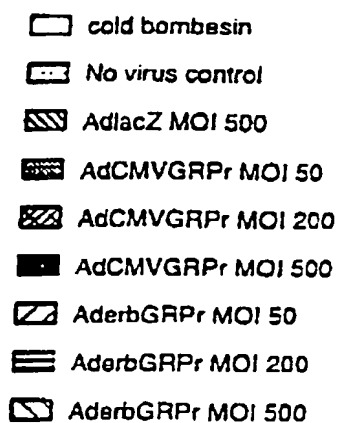 cold bombesin
No virus control
AdlacZ MOI 500
AdCMVGRPr MOI 50
AdCMVGRPr MOI 200
AdCMVGRPr MOI 500
AderbGRPr MOI 50
AderbGRPr MOI 200
AderbGRPr MOI 500